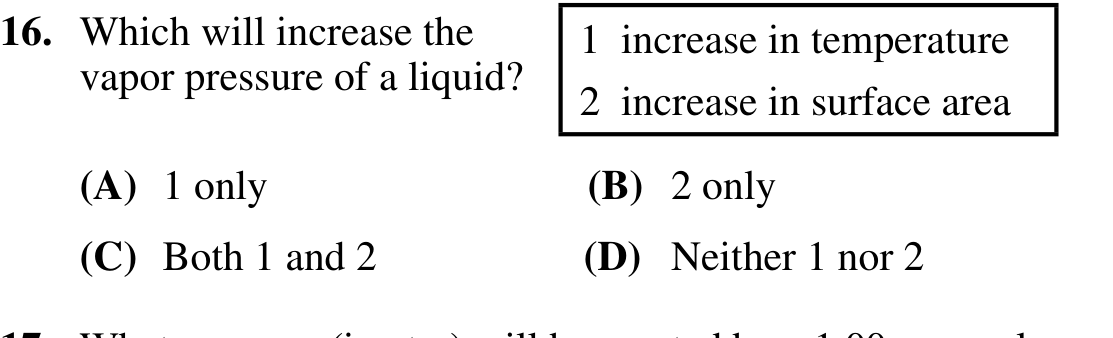 16. Which will increase the
vapor pressure of a liquid?
1 increase in temperature
2 increase in surface area
(A) 1 only
(B) 2 only
(C) Both 1 and 2
(D) Neither 1 nor 2